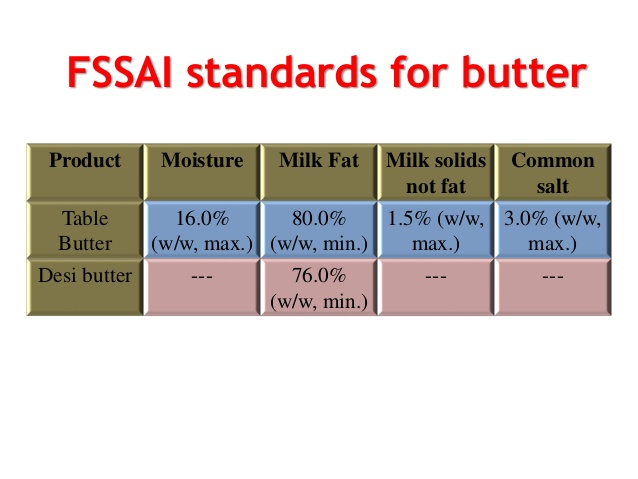 FSSAI standards for butter
Product Moisture Milk Fat Milk solids not fat Common salt
Table Butter 16.0% (w/w, max.) 80.0% (w/w, min.) 1.5% (w/w, max.) 3.0% (w/w, max.)
Desi butter --- 76.0% (w/w, min.) --- ---